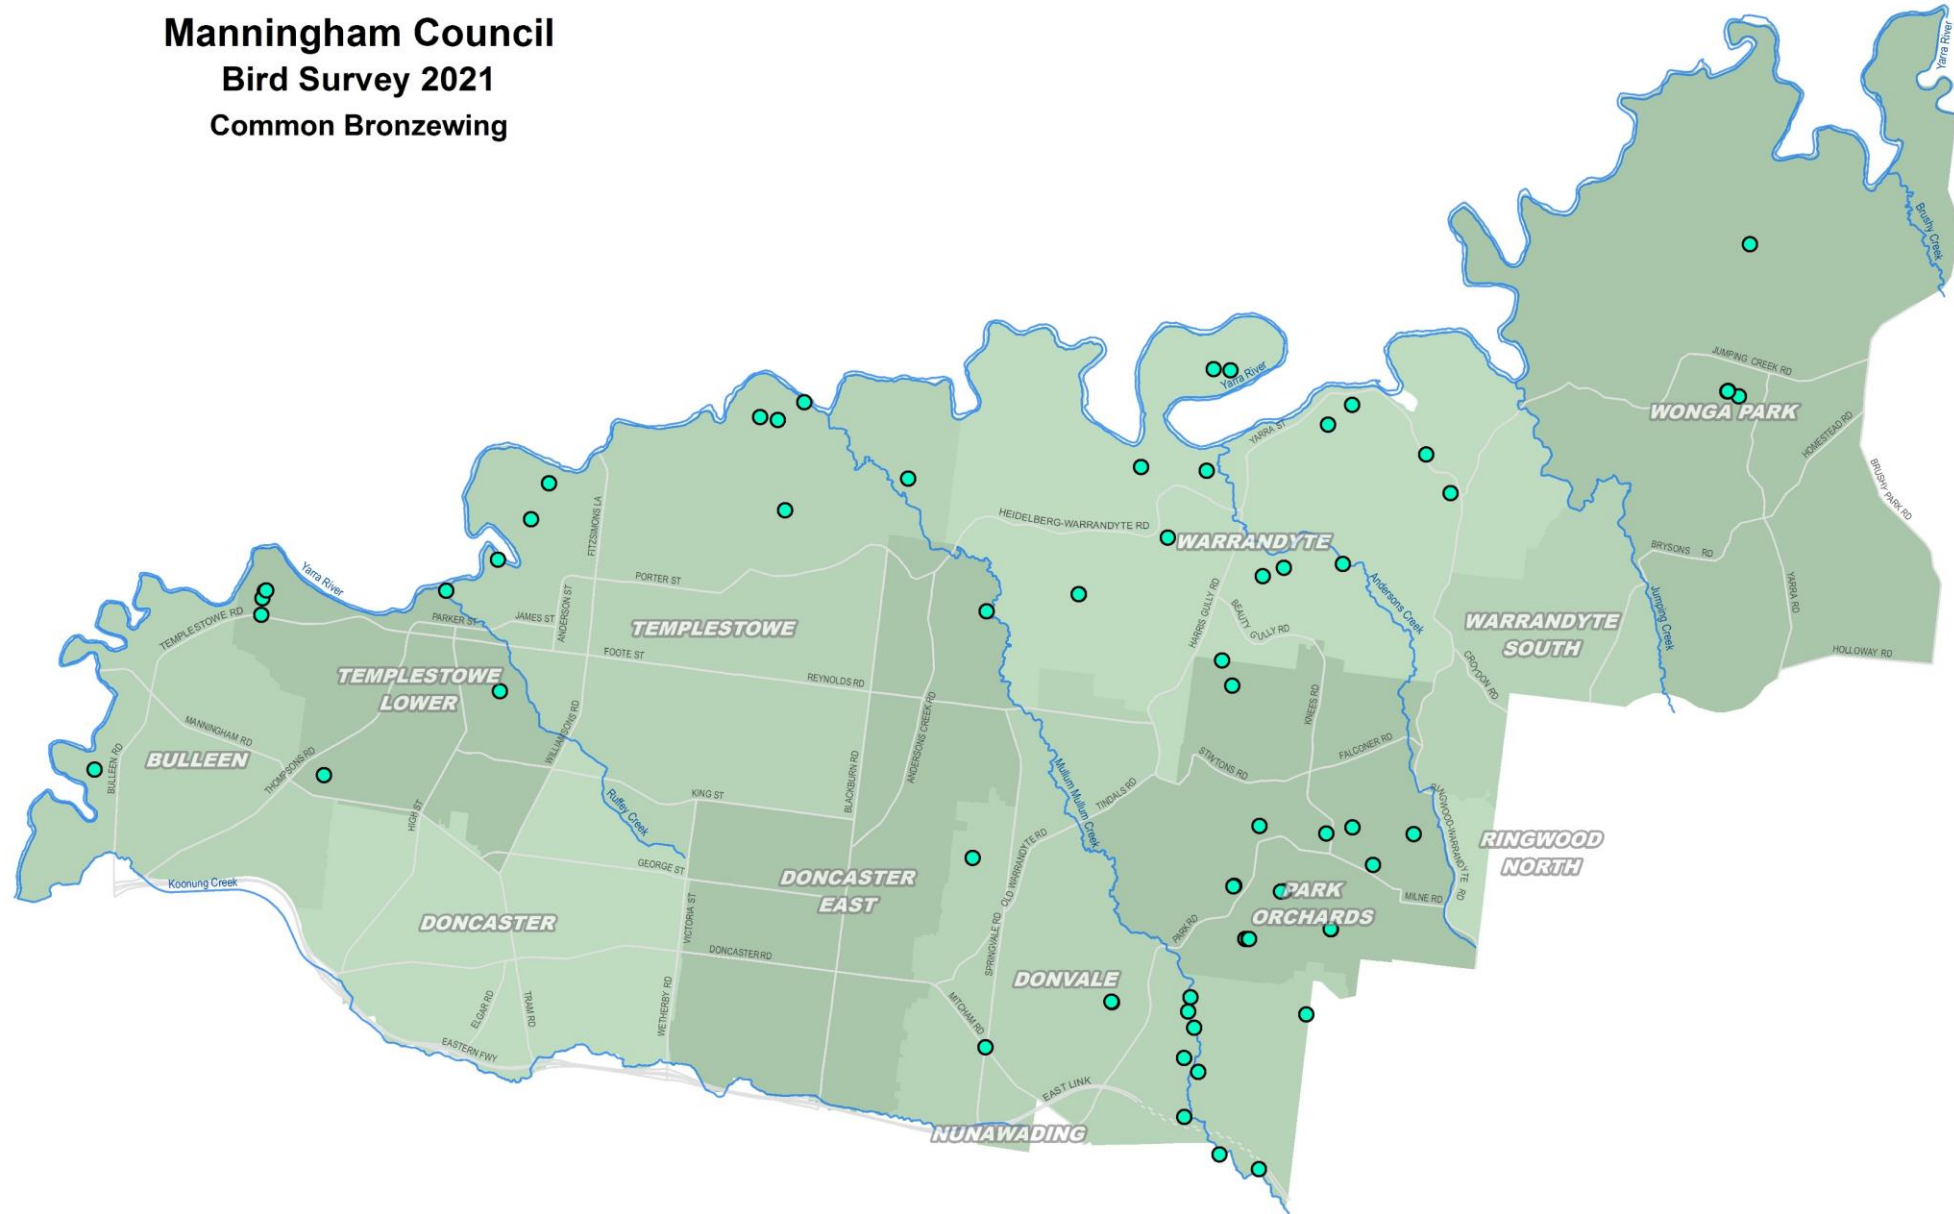 Manningham Council
Bird Survey 2021
Common Bronzewing
Yarra River
Brushy Creek
JUMPING CREEK RD
WONGA PARK
HOMESTEAD RD
BRUSHY PARK RD
Yarra River
YARRA ST
FITZSIMONS LA
HEIDELBERG-WARRANDYTE RD
WARRANDYTE
BRYSONS RD
YARRA RD
Yarra River
PORTER ST
ANDERSON ST
Andersons Creek
Jumping Creek
HARRIS GULLY RD
BEAUTY GULLY RD
TEMPLESTOWE RD
PARKER ST
JAMES ST
TEMPLESTOWE
WARRANDYTE
SOUTH
FOOTE ST
HOLLOWAY RD
CROYDON RD
TEMPLESTOWE
LOWER
REYNOLDS RD
KNEES RD
MANNINGHAM RD
WILLIAMSONS RD
ANDERSONS CREEK RD
BULLEEN
BULLEEN RD
THOMPSONS RD
BLACKBURN RD
STINTONS RD
FALCONER RD
Mullum Mullum Creek
TINDALS RD
KING ST
HIGH ST
Ruffey Creek
RINGWOOD-WARRANDYTE RD
RINGWOOD
NORTH
OLD WARRANDYTE RD
GEORGE ST
DONCASTER
EAST
Koonung Creek
PARK
ORCHARDS
MILNE RD
DONCASTER
VICTORIA ST
PARK RD
SPRINGVALE RD
DONCASTER RD
DONVALE
ELGAR RD
TRAM RD
WETHERBY RD
MITCHAM RD
EASTERN FWY
EAST LINK
NUNAWADING